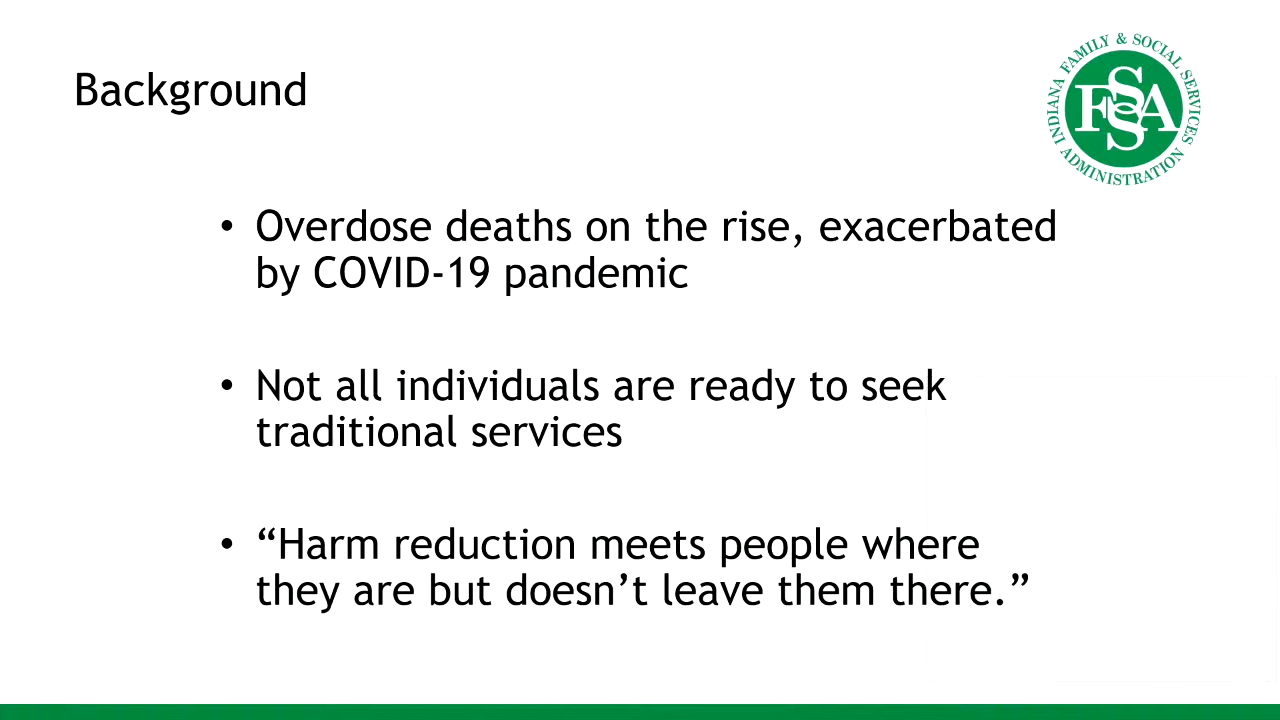 Background
INDIANA FAMILY & SOCIAL SERVICES ADMINISTRATION
FSSA
• Overdose deaths on the rise, exacerbated
by COVID-19 pandemic
• Not all individuals are ready to seek
traditional services
• “Harm reduction meets people where
they are but doesn’t leave them there.”